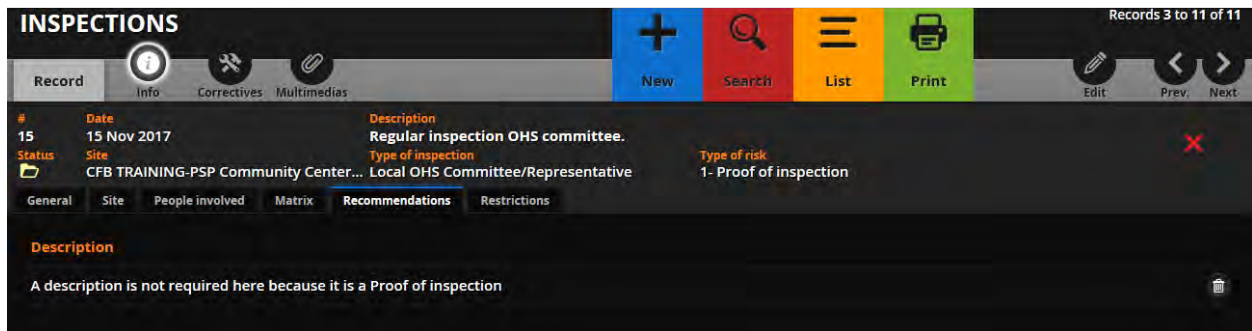 INSPECTIONS
Records 3 to 11 of 11
Record
Info
Correctives
Multimedias
New
Search
List
Print
Edit
Prev.
Next
# Date Description
15 15 Nov 2017 Regular inspection OHS committee.
Status Site Type of inspection Type of risk
CFB TRAINING-PSP Community Center... Local OHS Committee/Representative 1- Proof of inspection
General Site People involved Matrix Recommendations Restrictions
Description
A description is not required here because it is a Proof of inspection